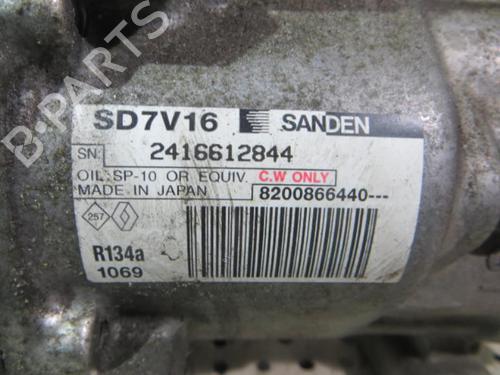 SD7V16 SANDEN
SN: 2416612844
OIL:SP-10 OR EQUIV. C.W ONLY
MADE IN JAPAN 8200866440---
257
R134a
1069
B-PARTS